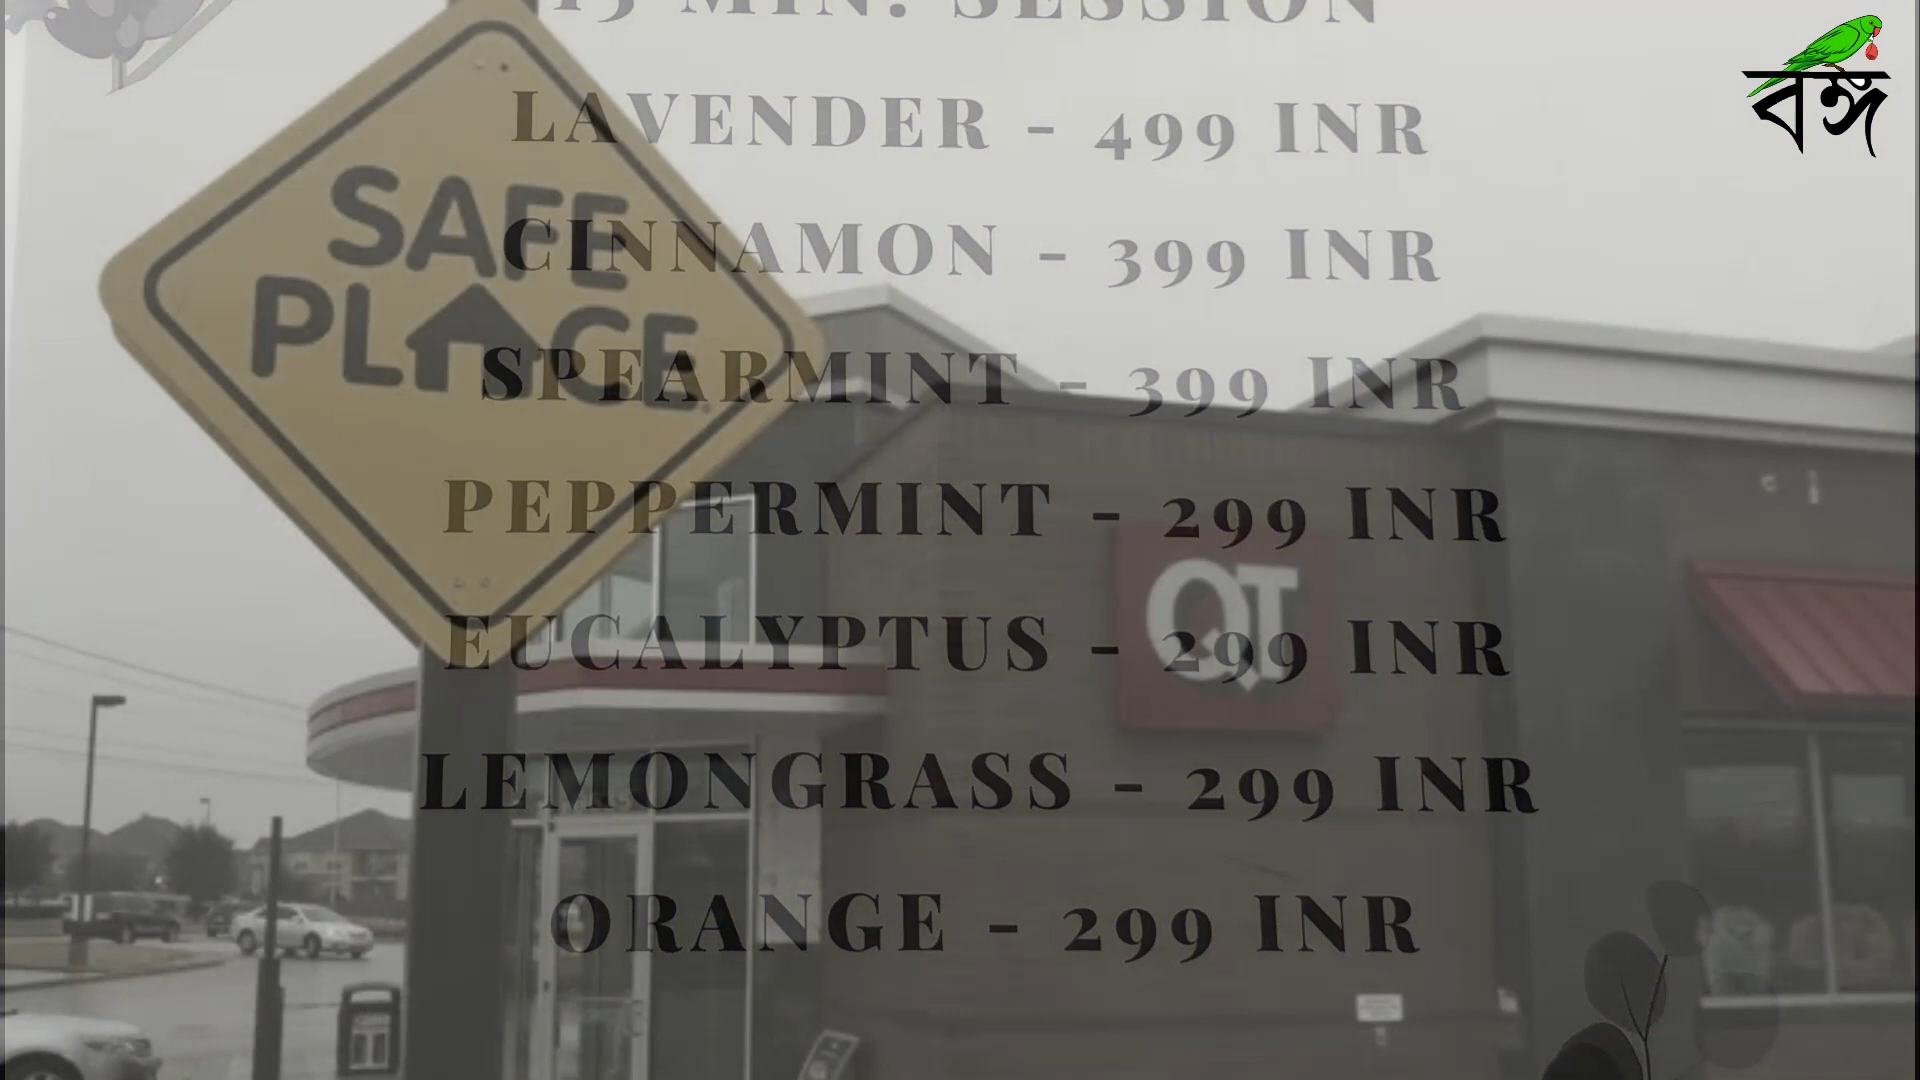 15 MIN. SESSION
LAVENDER - 499 INR
CINNAMON - 399 INR
SPEARMINT - 399 INR
PEPPERMINT - 299 INR
EUCALYPTUS - 299 INR
LEMONGRASS - 299 INR
ORANGE - 299 INR
SAFE
PLACE
QT
বঙ্গ